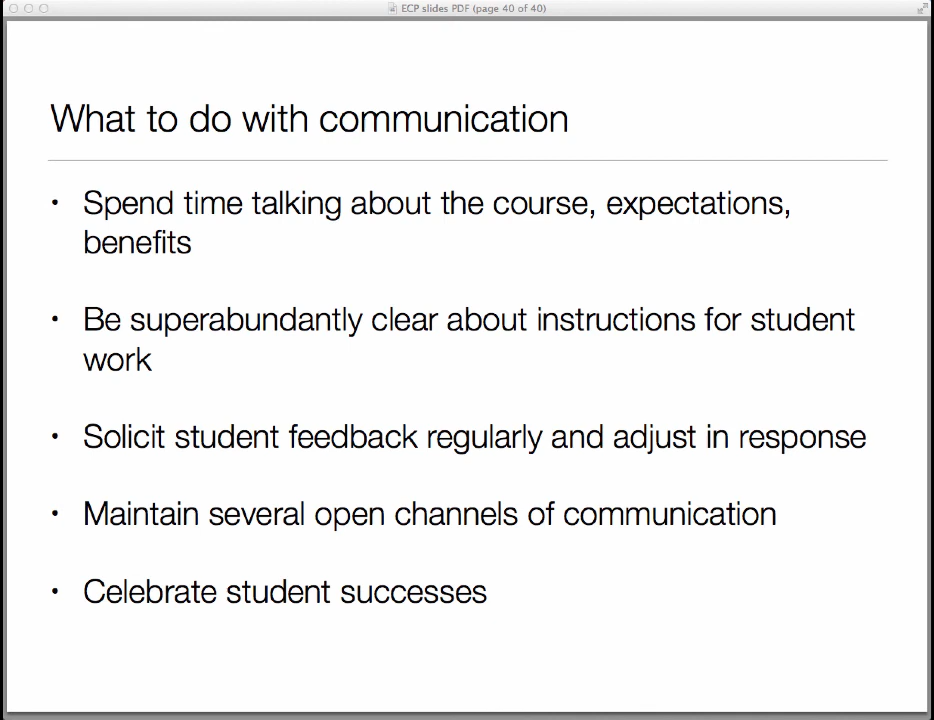 ECP slides PDF (page 40 of 40)
What to do with communication
• Spend time talking about the course, expectations,
benefits
• Be superabundantly clear about instructions for student
work
• Solicit student feedback regularly and adjust in response
• Maintain several open channels of communication
• Celebrate student successes